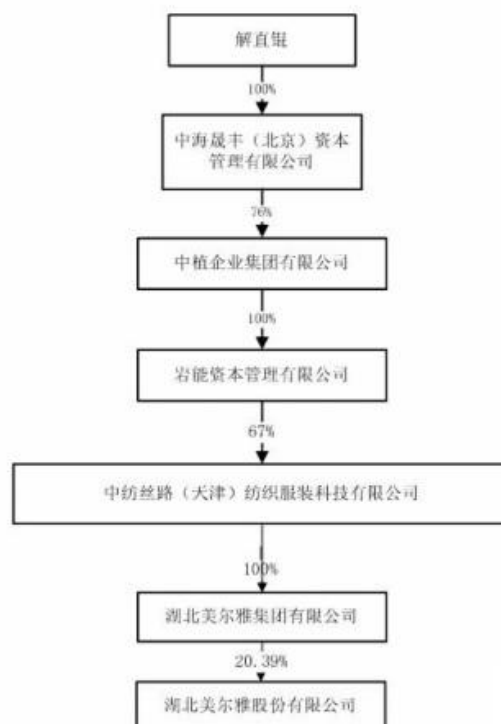 解直锟
100%
中海晟丰（北京）资本
管理有限公司
76%
中植企业集团有限公司
100%
岩能资本管理有限公司
67%
中纺丝路（天津）纺织服装科技有限公司
100%
湖北美尔雅集团有限公司
20.39%
湖北美尔雅股份有限公司